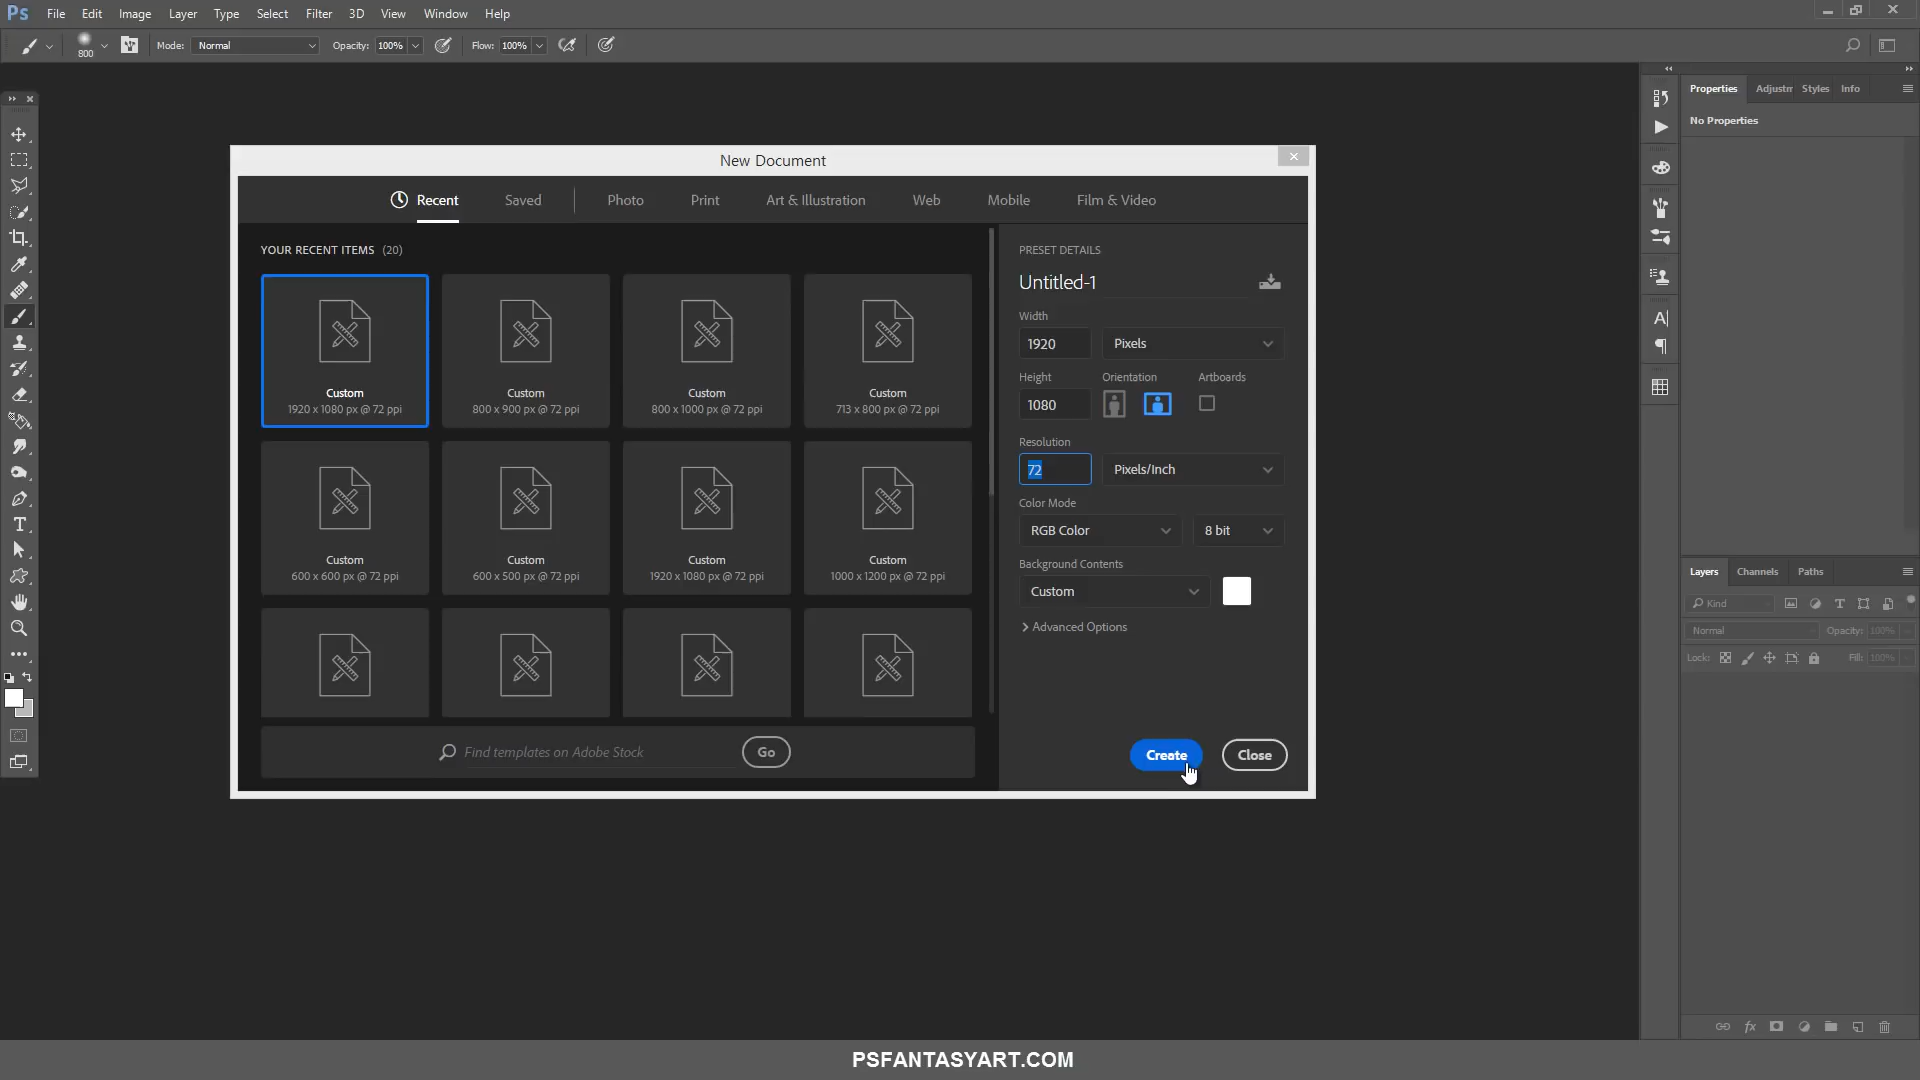 Ps File Edit Image Layer Type Select Filter 3D View Window Help
800 Mode: Normal Opacity: 100% Flow: 100%
Properties Adjustm Styles Info
No Properties
New Document
Recent Saved Photo Print Art & Illustration Web Mobile Film & Video
YOUR RECENT ITEMS (20)
Custom
1920 x 1080 px @ 72 ppi
Custom
800 x 900 px @ 72 ppi
Custom
800 x 1000 px @ 72 ppi
Custom
713 x 800 px @ 72 ppi
Custom
600 x 600 px @ 72 ppi
Custom
600 x 500 px @ 72 ppi
Custom
1920 x 1080 px @ 72 ppi
Custom
1000 x 1200 px @ 72 ppi
Find templates on Adobe Stock Go
PRESET DETAILS
Untitled-1
Width
1920 Pixels
Height Orientation Artboards
1080
Resolution
72 Pixels/Inch
Color Mode
RGB Color 8 bit
Background Contents
Custom
Advanced Options
Create Close
Layers Channels Paths
Kind
Normal Opacity: 100%
Lock: Fill: 100%
fx
PSFANTASYART.COM